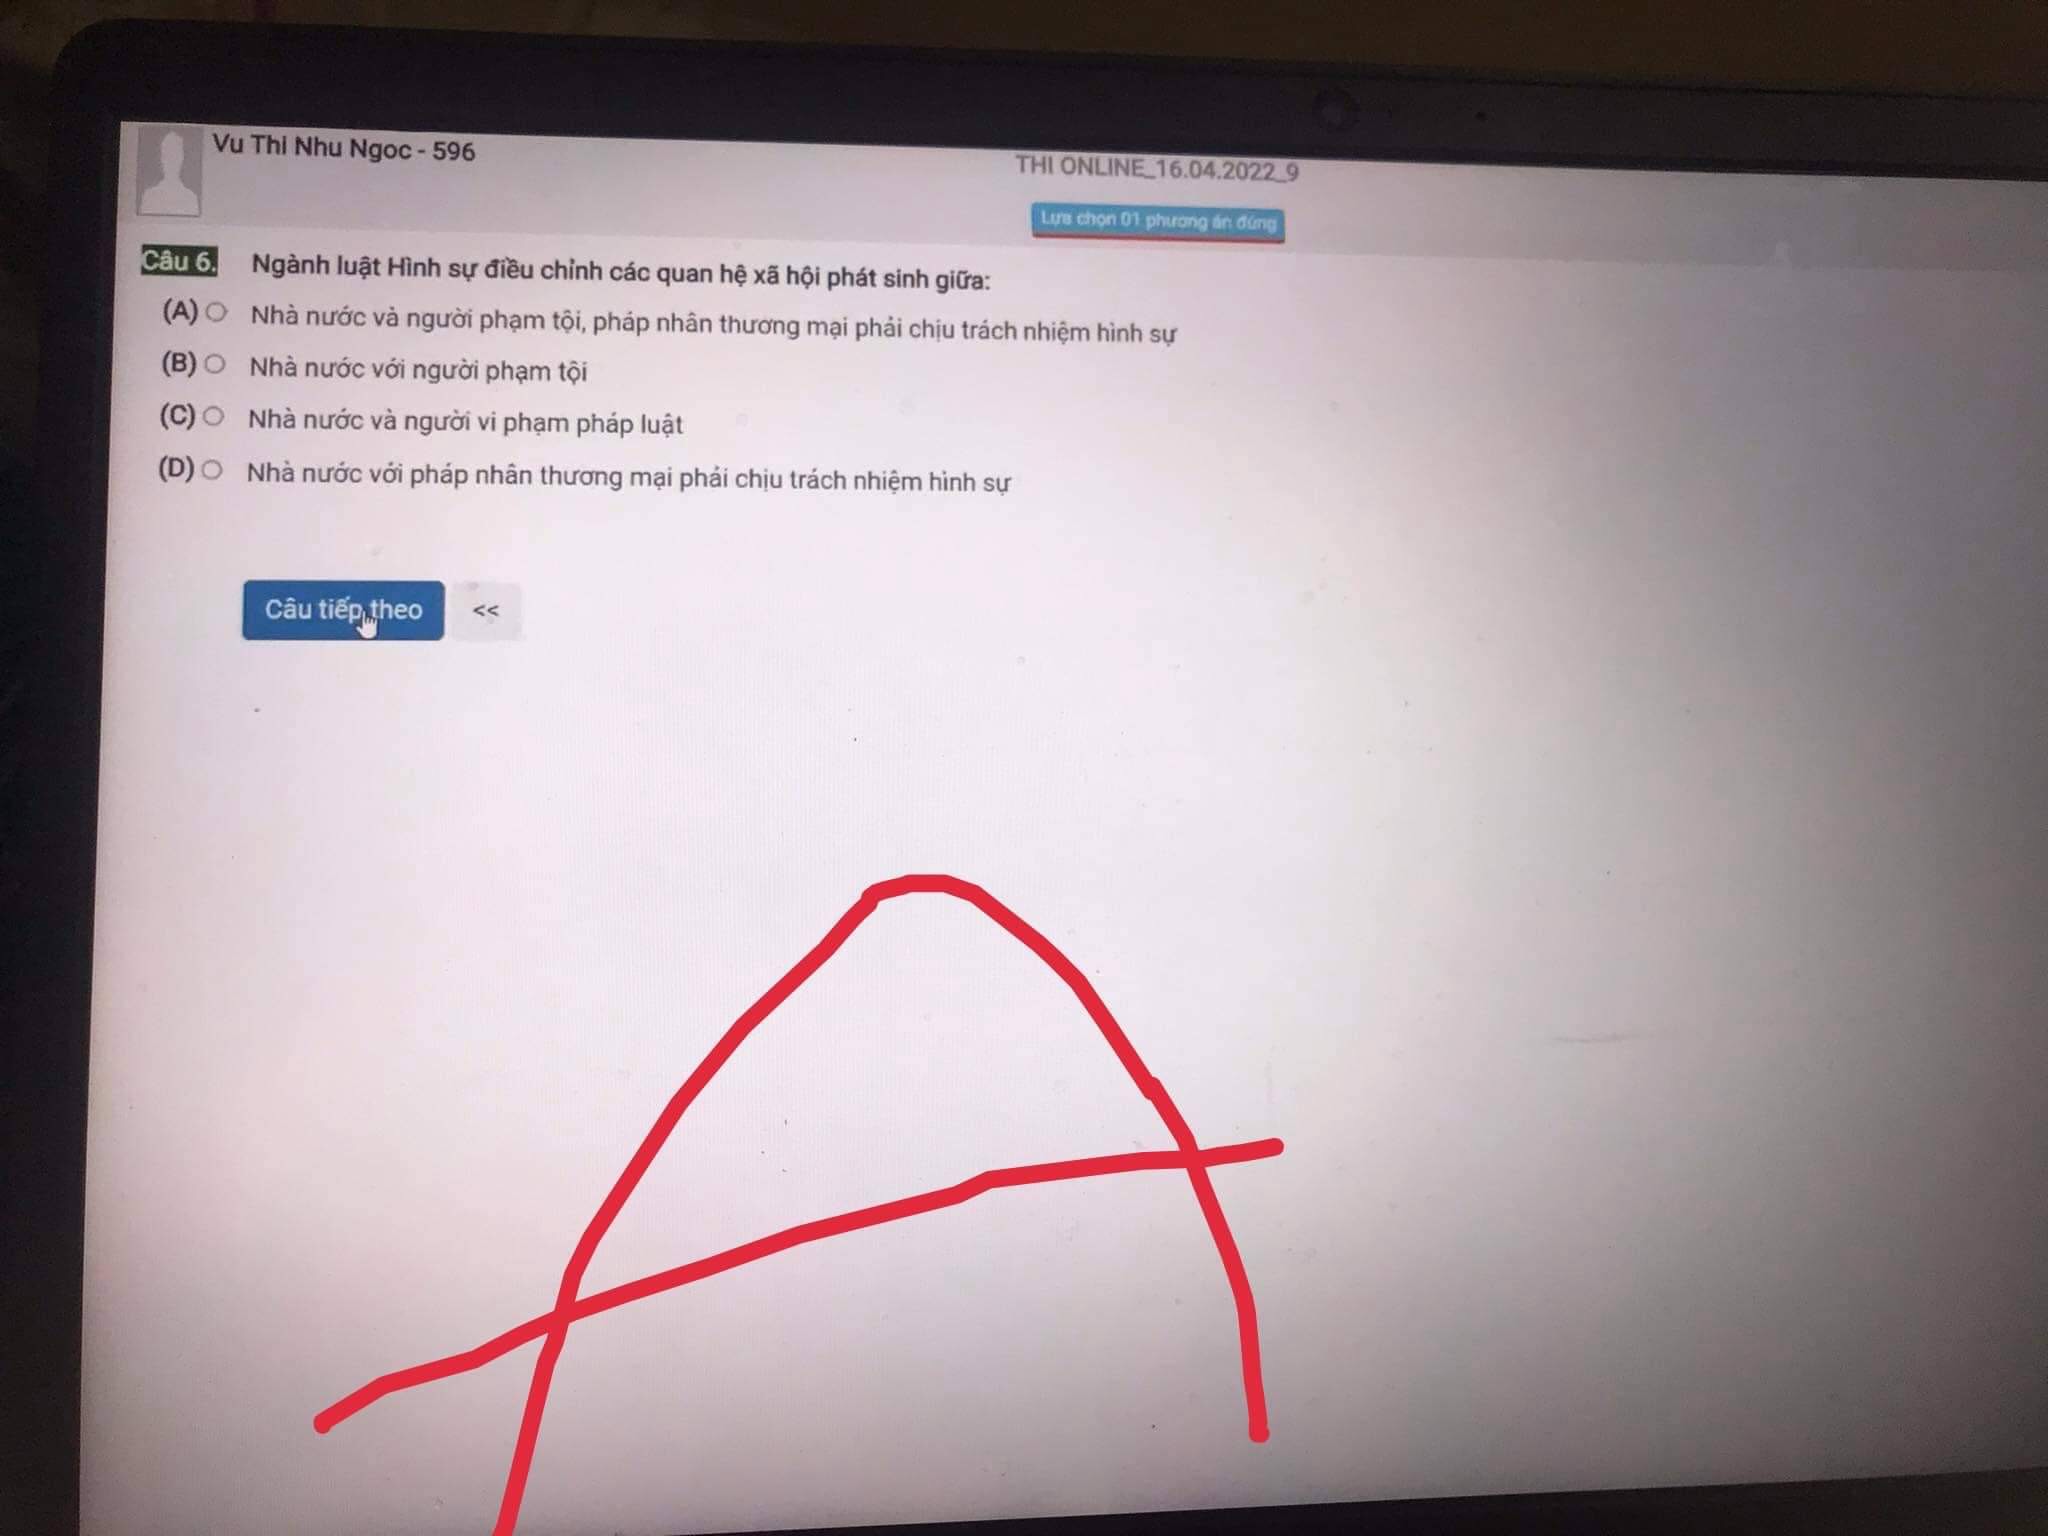 Vu Thi Nhu Ngoc - 596
THI ONLINE_16.04.2022_9
Lựa chọn 01 phương án đúng
Câu 6. Ngành luật Hình sự điều chỉnh các quan hệ xã hội phát sinh giữa:
(A) Nhà nước và người phạm tội, pháp nhân thương mại phải chịu trách nhiệm hình sự
(B) Nhà nước với người phạm tội
(C) Nhà nước và người vi phạm pháp luật
(D) Nhà nước với pháp nhân thương mại phải chịu trách nhiệm hình sự
Câu tiếp theo <<
A